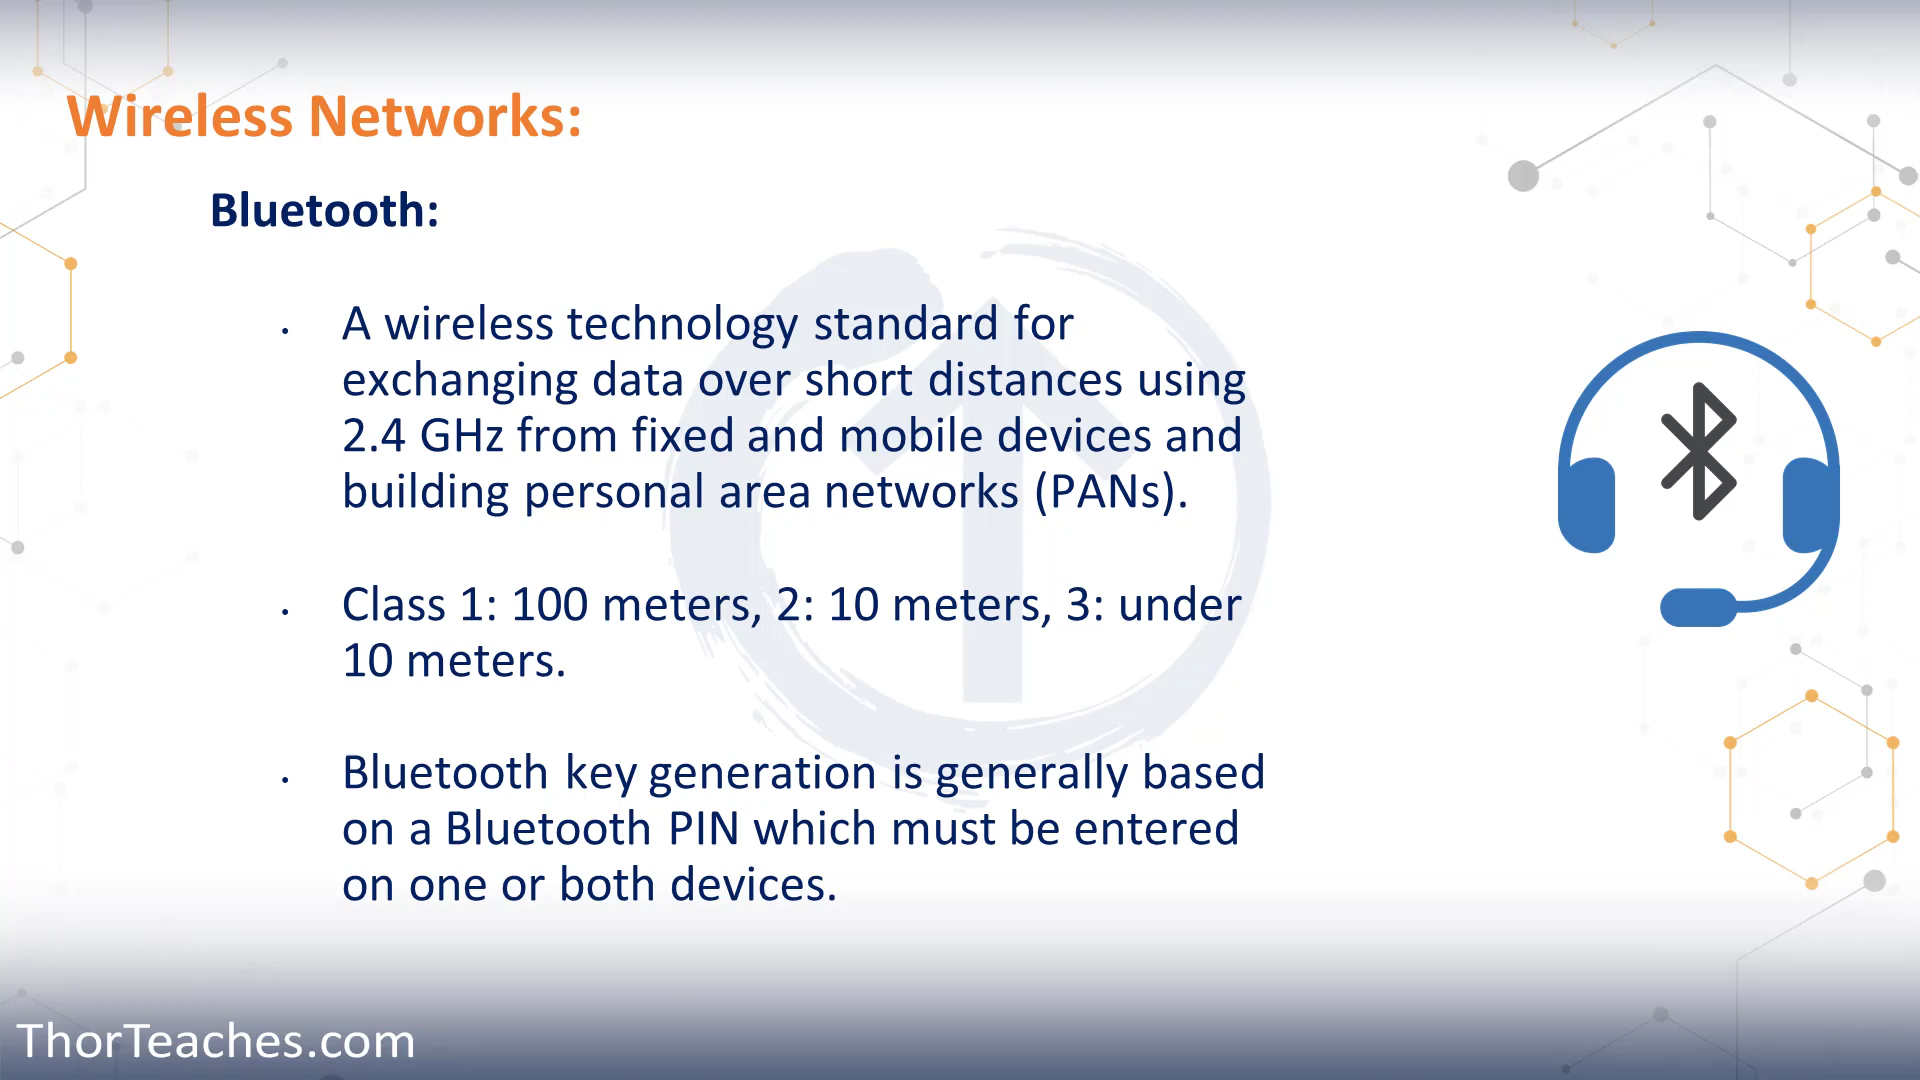 Wireless Networks:
Bluetooth:
• A wireless technology standard for
exchanging data over short distances using
2.4 GHz from fixed and mobile devices and
building personal area networks (PANs).
• Class 1: 100 meters, 2: 10 meters, 3: under
10 meters.
• Bluetooth key generation is generally based
on a Bluetooth PIN which must be entered
on one or both devices.
ThorTeaches.com